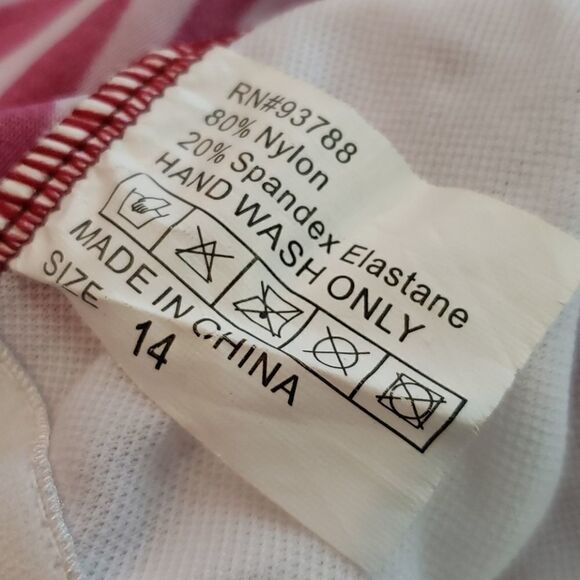 RN#93788
80% Nylon
20% Spandex Elastane
HAND WASH ONLY
MADE IN CHINA
SIZE 14